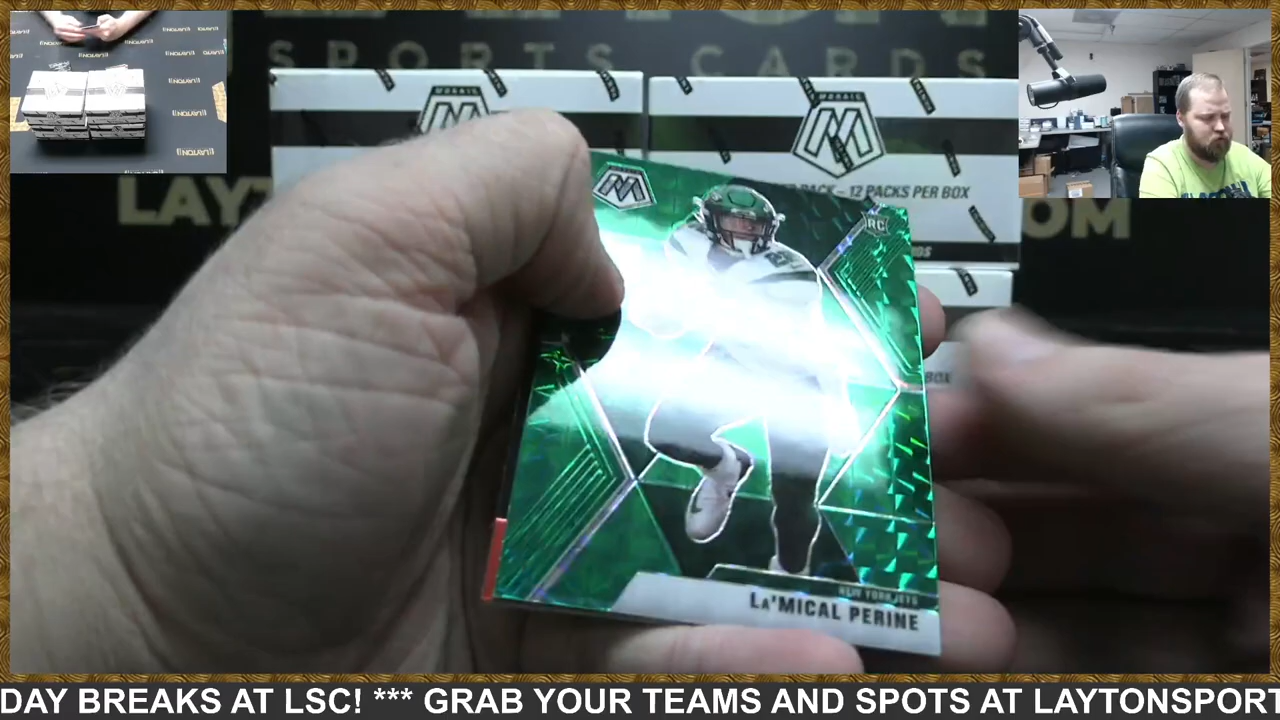 SPORTS CARDS
MOSAIC
MOSAIC
PACK – 12 PACKS PER BOX
LAYT
OM
RC
BOX
NEW YORK JETS
LA'MICAL PERINE
DAY BREAKS AT LSC! *** GRAB YOUR TEAMS AND SPOTS AT LAYTONSPORT